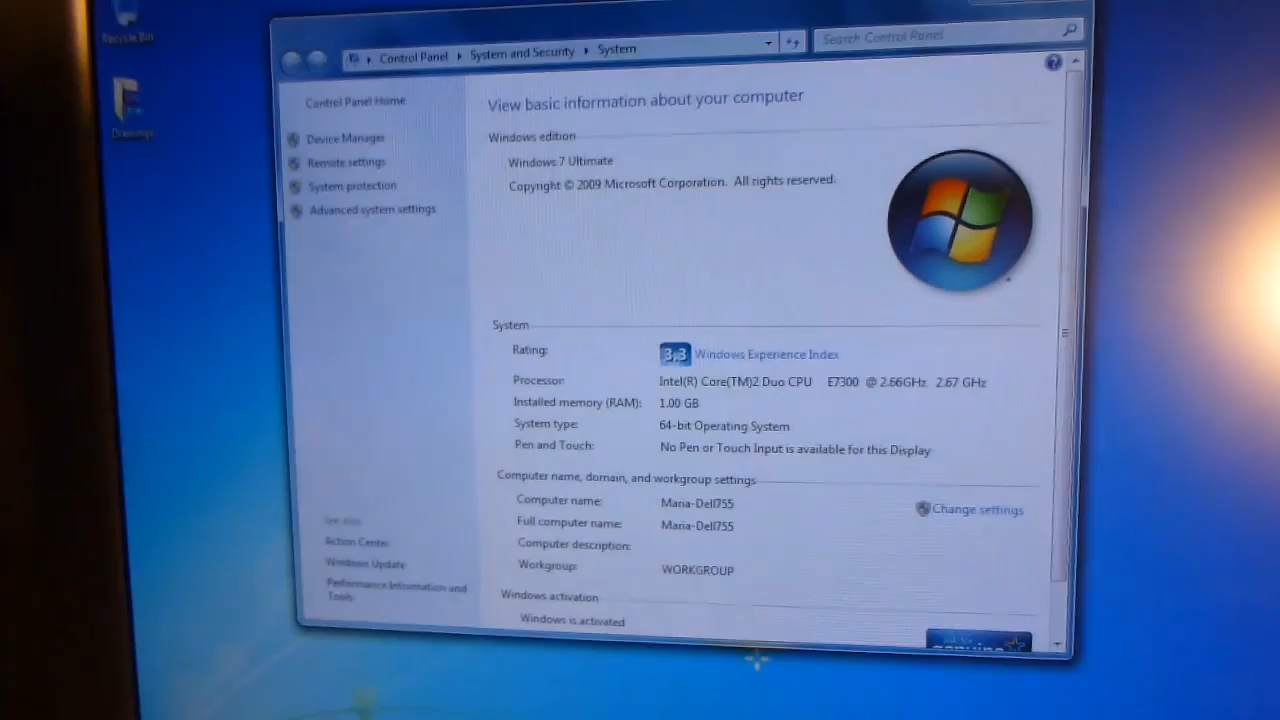 Recycle Bin
Control Panel System and Security System
Search Control Panel
Control Panel Home
Device Manager
Remote settings
System protection
Advanced system settings
See also
Action Center
Windows Update
Performance Information and
Tools
View basic information about your computer
Windows edition
Windows 7 Ultimate
Copyright © 2009 Microsoft Corporation. All rights reserved.
System
Rating: 3,3 Windows Experience Index
Processor: Intel(R) Core(TM)2 Duo CPU E7300 @ 2.66GHz 2.67 GHz
Installed memory (RAM): 1.00 GB
System type: 64-bit Operating System
Pen and Touch: No Pen or Touch Input is available for this Display
Computer name, domain, and workgroup settings
Computer name: Maria-Dell755
Change settings
Full computer name: Maria-Dell755
Computer description:
Workgroup: WORKGROUP
Windows activation
Windows is activated
ask for
genuine